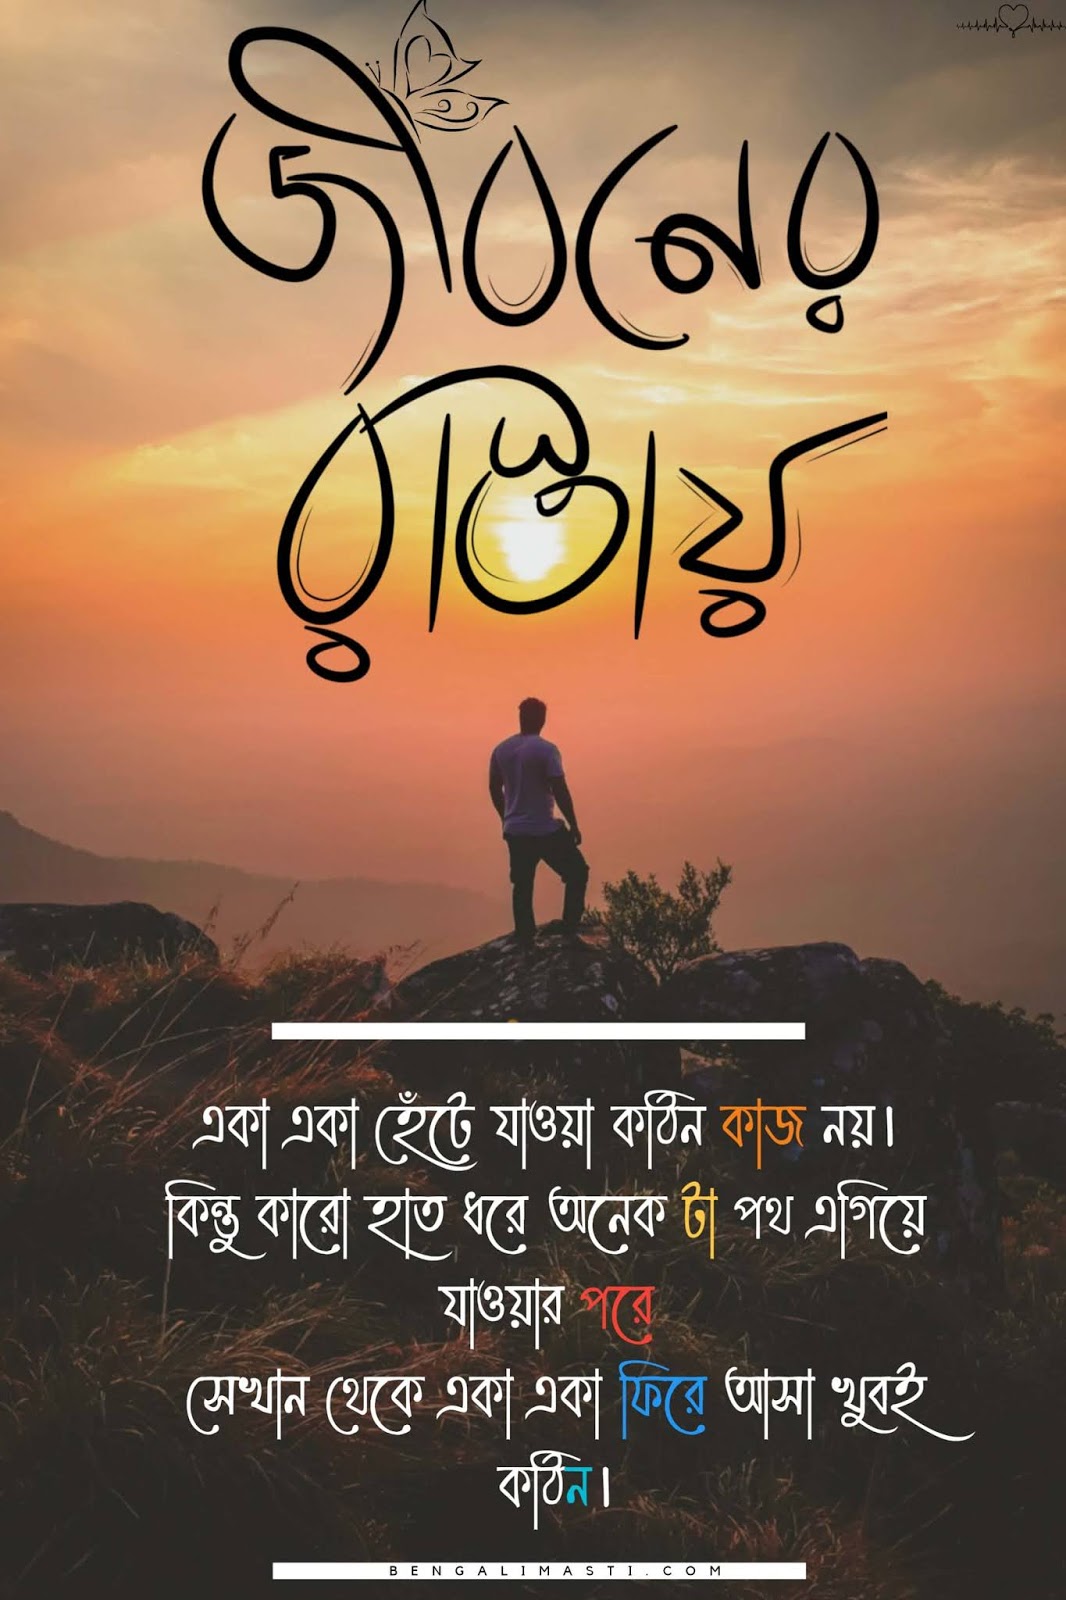 জীবনের
রাস্তায়
একা একা হেঁটে যাওয়া কঠিন কাজ নয়।
কিন্তু কারো হাত ধরে অনেক টা পথ এগিয়ে
যাওয়ার পরে
সেখান থেকে একা একা ফিরে আসা খুবই
কঠিন।
BENGALIMASTI.COM